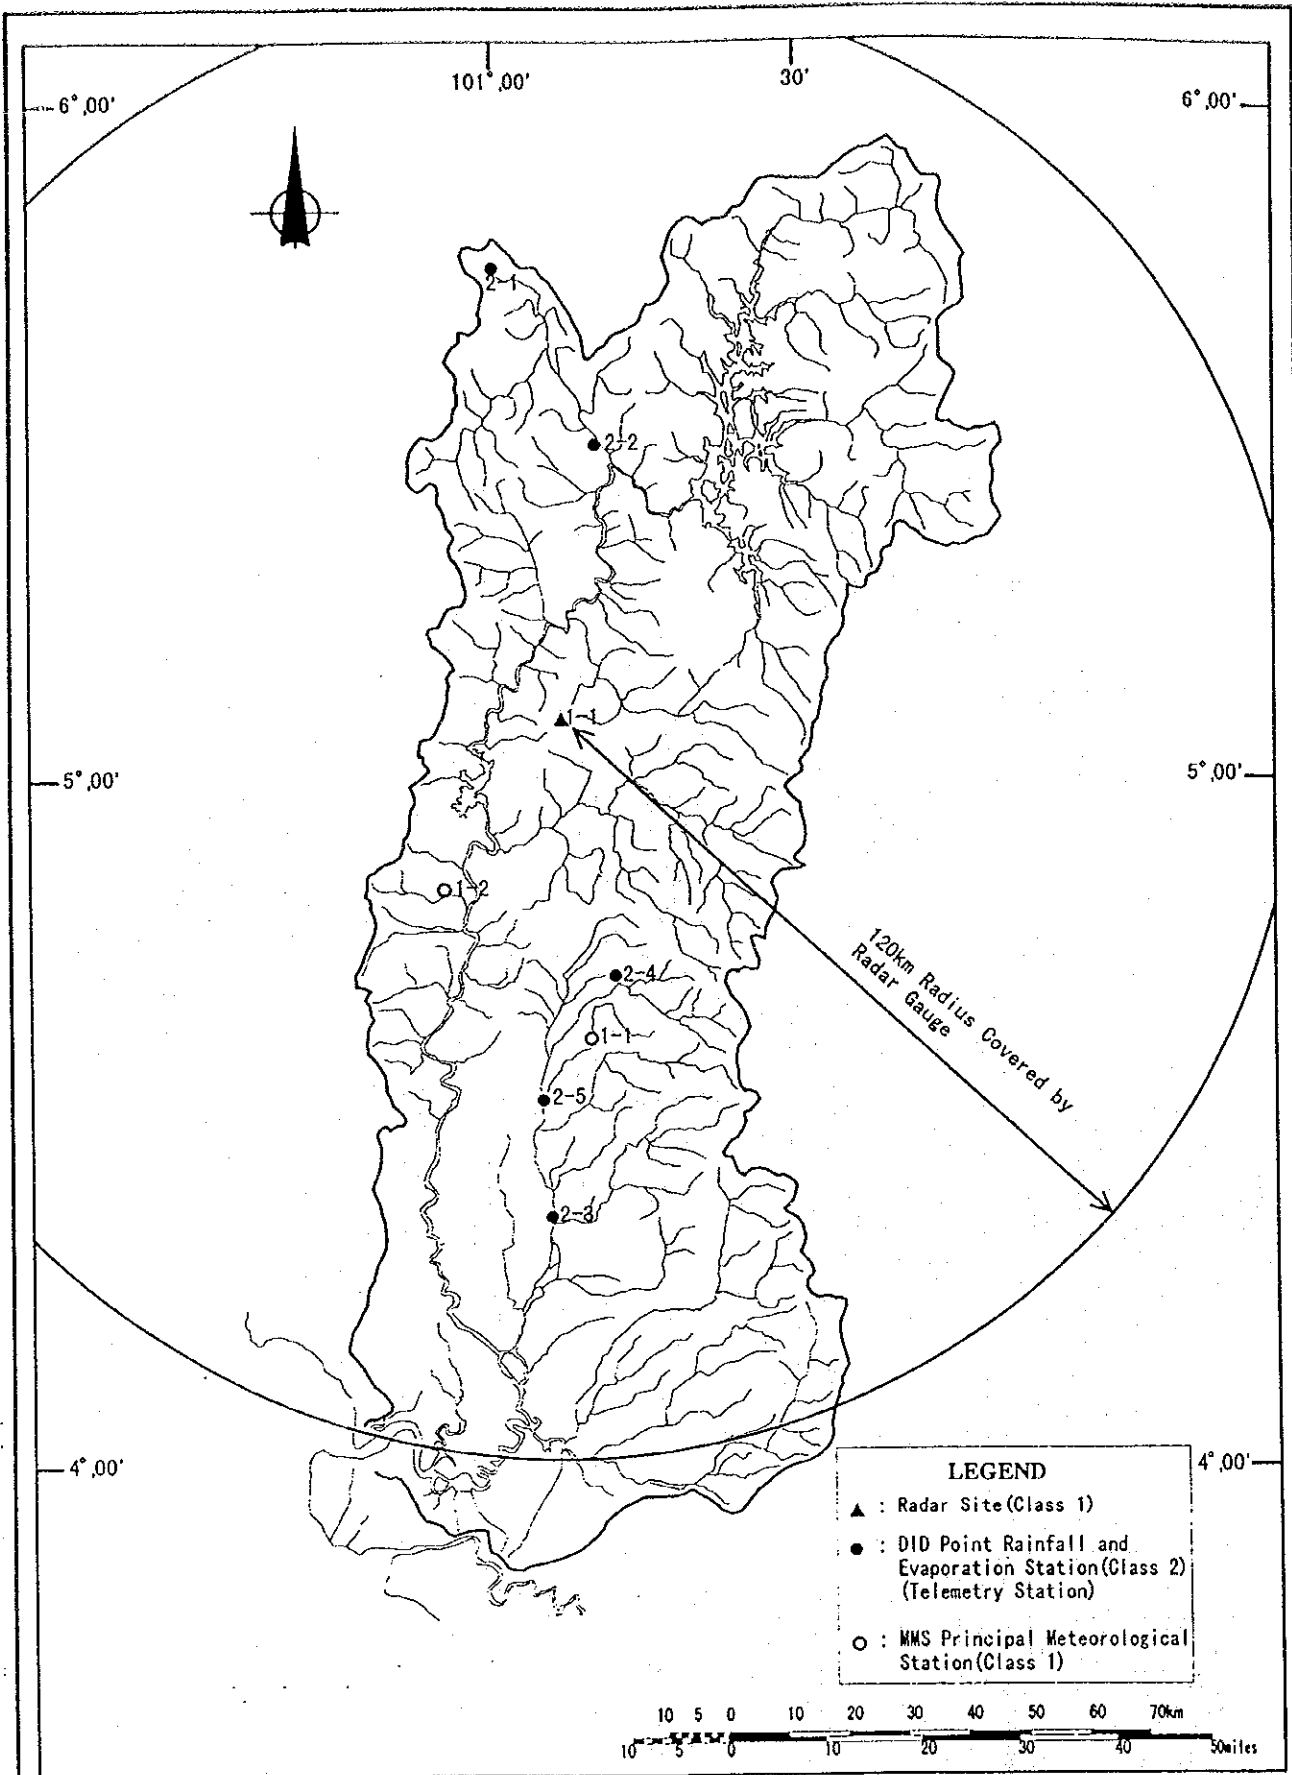 101°,00'
30'
6°,00'
6°,00'
2-1
2-2
1-1
5°,00'
5°,00'
1-2
2-4
1-1
2-5
2-3
120km Radius Covered by
Radar Gauge
4°,00'
4°,00'
LEGEND
▲ : Radar Site(Class 1)
● : DID Point Rainfall and
Evaporation Station(Class 2)
(Telemetry Station)
○ : MMS Principal Meteorological
Station(Class 1)
10 5 0 10 20 30 40 50 60 70km
10 5 0 10 20 30 40 50miles